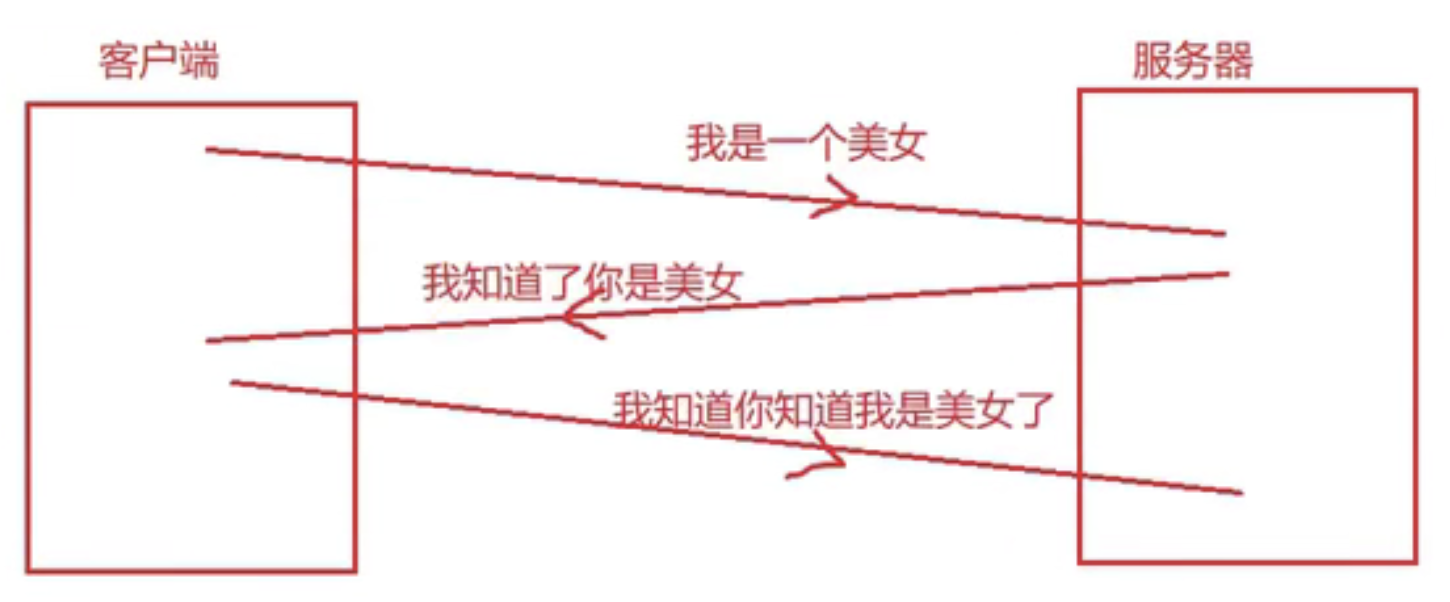 客户端
服务器
我是一个美女
我知道了你是美女
我知道你知道我是美女了